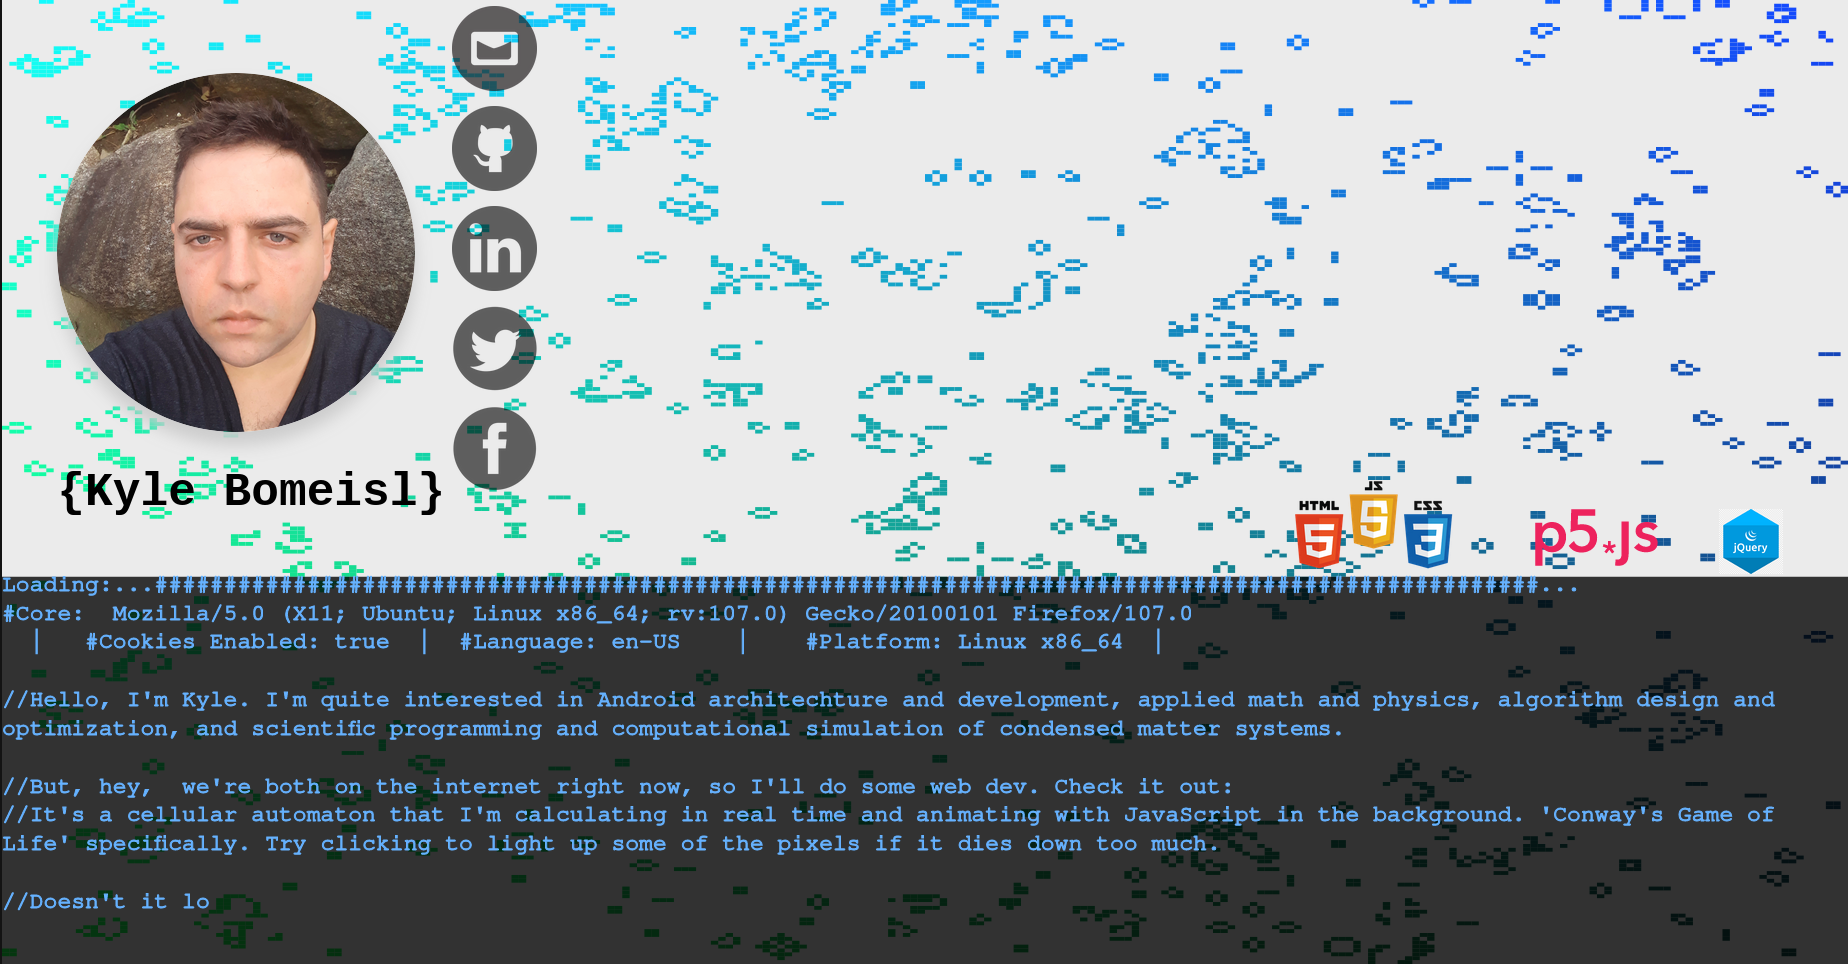 {Kyle Bomeisl}
HTML
JS
CSS
p5*js
jQuery
Loading:...####################################################################################################...
#Core:  Mozilla/5.0 (X11; Ubuntu; Linux x86_64; rv:107.0) Gecko/20100101 Firefox/107.0
|   #Cookies Enabled: true  |  #Language: en-US    |    #Platform: Linux x86_64  |
//Hello, I'm Kyle. I'm quite interested in Android architechture and development, applied math and physics, algorithm design and
optimization, and scientific programming and computational simulation of condensed matter systems.
//But, hey,  we're both on the internet right now, so I'll do some web dev. Check it out:
//It's a cellular automaton that I'm calculating in real time and animating with JavaScript in the background. 'Conway's Game of
Life' specifically. Try clicking to light up some of the pixels if it dies down too much.
//Doesn't it lo